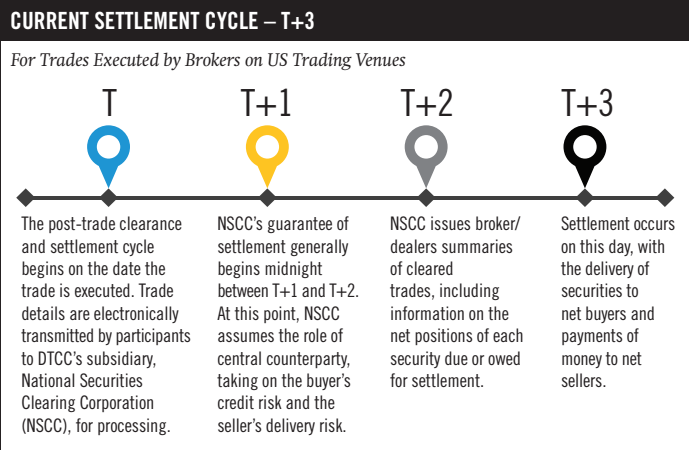 CURRENT SETTLEMENT CYCLE – T+3
For Trades Executed by Brokers on US Trading Venues
T
The post-trade clearance
and settlement cycle
begins on the date the
trade is executed. Trade
details are electronically
transmitted by participants
to DTCC’s subsidiary,
National Securities
Clearing Corporation
(NSCC), for processing.
T+1
NSCC’s guarantee of
settlement generally
begins midnight
between T+1 and T+2.
At this point, NSCC
assumes the role of
central counterparty,
taking on the buyer’s
credit risk and the
seller’s delivery risk.
T+2
NSCC issues broker/
dealers summaries
of cleared
trades, including
information on the
net positions of each
security due or owed
for settlement.
T+3
Settlement occurs
on this day, with
the delivery of
securities to
net buyers and
payments of
money to net
sellers.